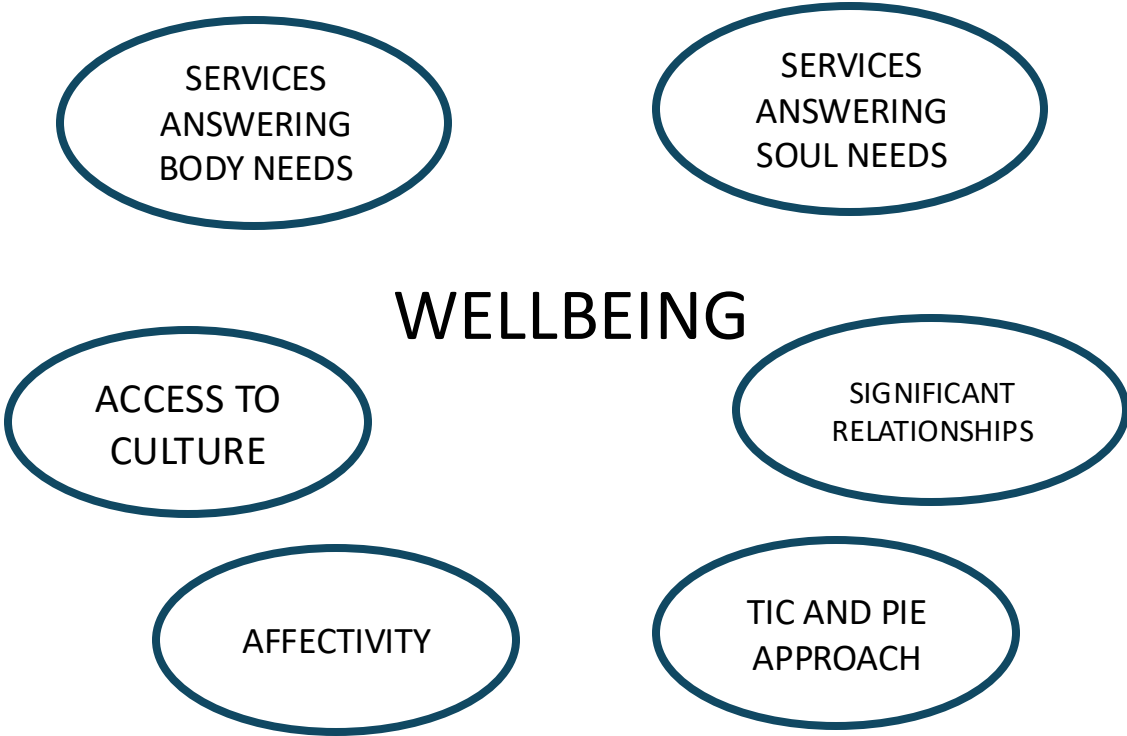 SERVICES
ANSWERING
BODY NEEDS
SERVICES
ANSWERING
SOUL NEEDS
WELLBEING
ACCESS TO
CULTURE
SIGNIFICANT
RELATIONSHIPS
AFFECTIVITY
TIC AND PIE
APPROACH